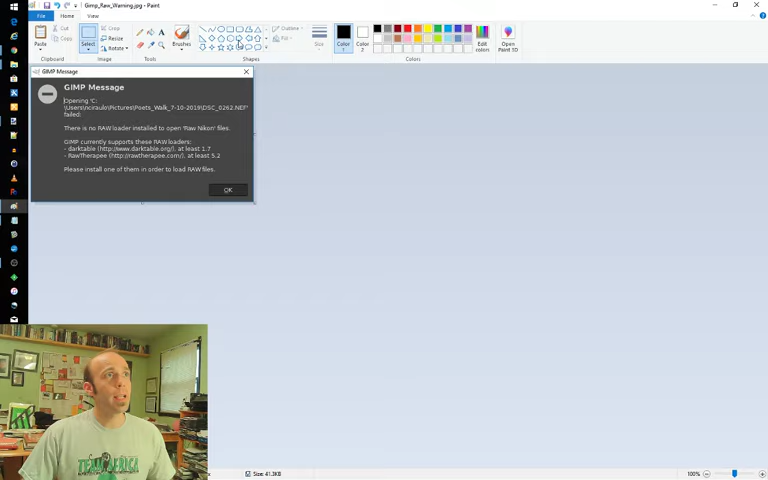 Gimp_Raw_Warning.jpg - Paint
File
Home
View
Paste
Cut
Copy
Select
Crop
Resize
Rotate
Brushes
Outline
Fill
Size
Color
1
Color
2
Edit
colors
Open
Paint 3D
Image
Tools
Shapes
Colors
GIMP Message
GIMP Message
Opening 'C:
\Users\nciraulo\Pictures\Poets_Walk_7-10-2019\DSC_0262.NEF'
failed:
There is no RAW loader installed to open 'Raw Nikon' files.
GIMP currently supports these RAW loaders:
- darktable (http://www.darktable.org/), at least 1.7
- RawTherapee (http://rawtherapee.com/), at least 5.2
Please install one of them in order to load RAW files.
OK
Size: 41.3KB
100%